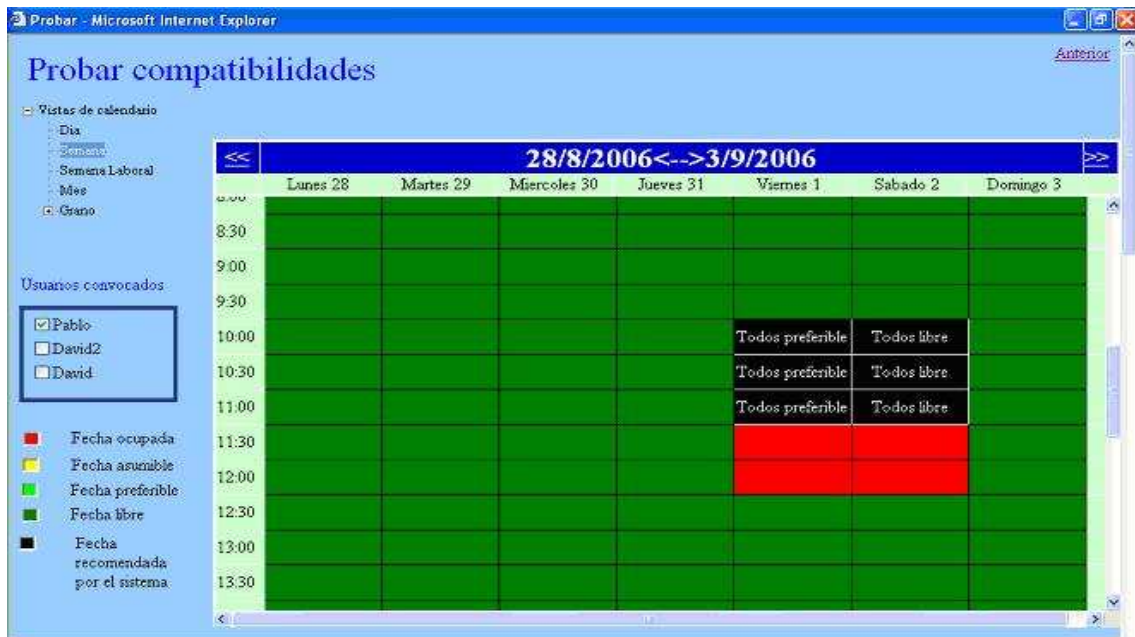 Probar - Microsoft Internet Explorer
Anterior
Probar compatibilidades
Vistas de calendario
Dia
Semana
Semana Laboral
Mes
Grano
<< 28/8/2006<-->3/9/2006 >>
Lunes 28 Martes 29 Miercoles 30 Jueves 31 Viernes 1 Sabado 2 Domingo 3
8:00
8:30
9:00
9:30
10:00 Todos preferible Todos libre
10:30 Todos preferible Todos libre
11:00 Todos preferible Todos libre
11:30
12:00
12:30
13:00
13:30
Usuarios convocados
Pablo
David2
David
Fecha ocupada
Fecha asumible
Fecha preferible
Fecha libre
Fecha
recomendada
por el sistema